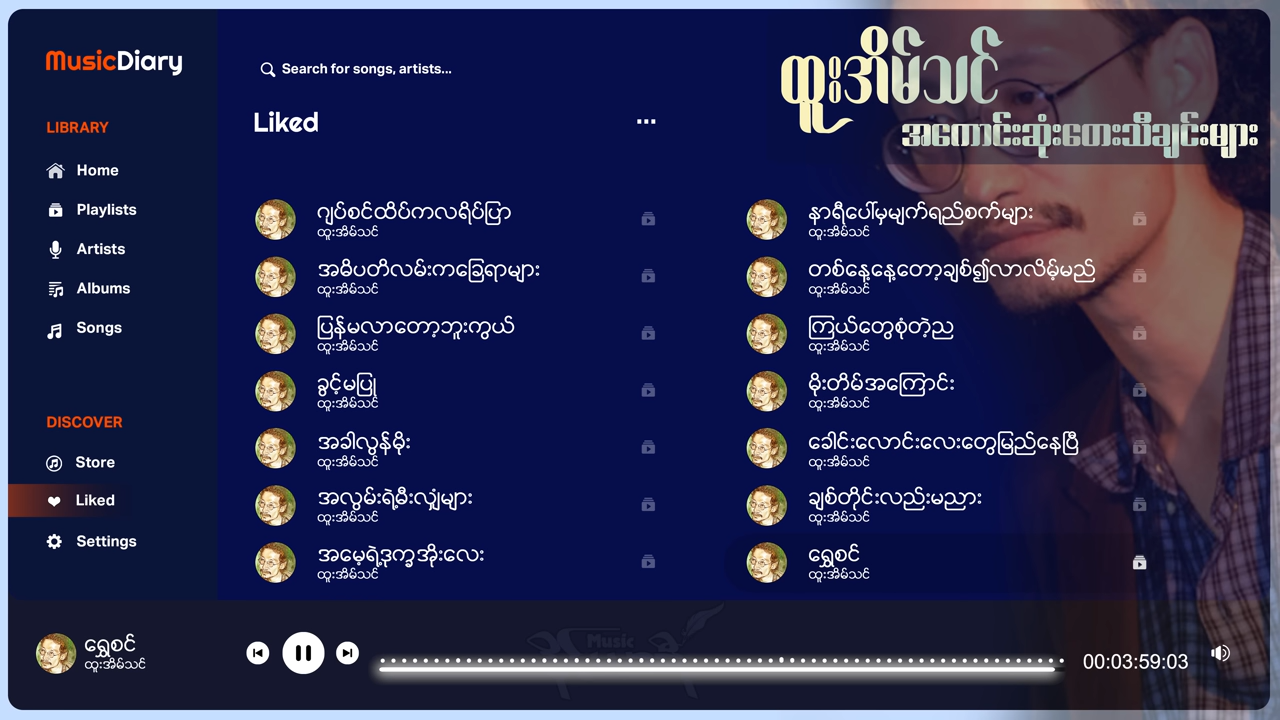 MusicDiary
LIBRARY
Home
Playlists
Artists
Albums
Songs
DISCOVER
Store
Liked
Settings
Search for songs, artists...
Liked
ထူးအိမ်သင်
အကောင်းဆုံးတေးသီချင်းများ
ဂျပ်စင်ထိပ်ကလရိပ်ပြာ
ထူးအိမ်သင်
အဓိပတိလမ်းကခြေရာများ
ထူးအိမ်သင်
ပြန်မလာတော့ဘူးကွယ်
ထူးအိမ်သင်
ခွင့်မပြု
ထူးအိမ်သင်
အခါလွန်မိုး
ထူးအိမ်သင်
အလွမ်းရဲ့မီးလျှံများ
ထူးအိမ်သင်
အမေ့ရဲ့ဒုက္ခအိုးလေး
ထူးအိမ်သင်
နာရီပေါ်မှမျက်ရည်စက်များ
ထူးအိမ်သင်
တစ်နေ့နေ့တော့ချစ်၍လာလိမ့်မည်
ထူးအိမ်သင်
ကြယ်တွေစုံတဲ့ည
ထူးအိမ်သင်
မိုးတိမ်အကြောင်း
ထူးအိမ်သင်
ခေါင်းလောင်းလေးတွေမြည်နေပြီ
ထူးအိမ်သင်
ချစ်တိုင်းလည်းမညား
ထူးအိမ်သင်
ရွှေစင်
ထူးအိမ်သင်
ရွှေစင်
ထူးအိမ်သင်
Music
00:03:59:03